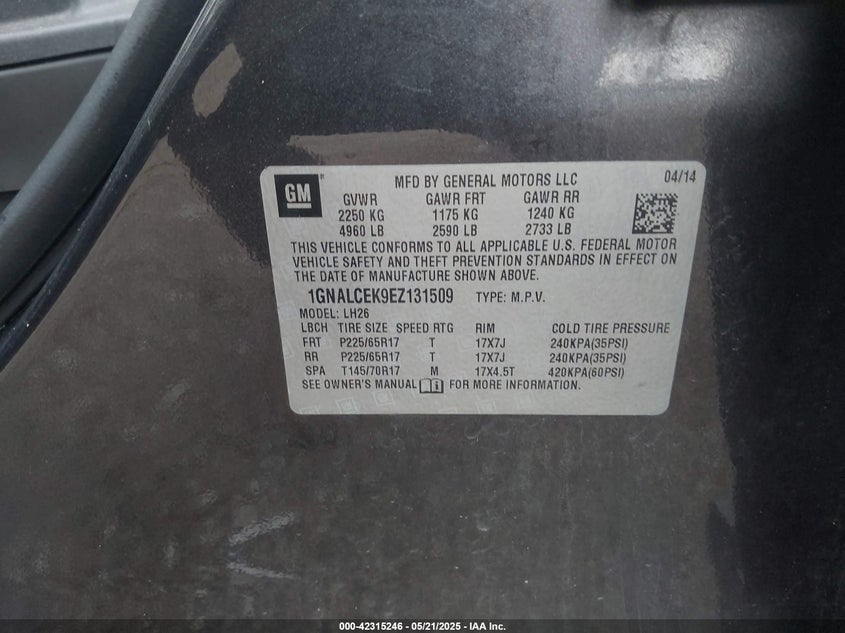 GM
MFD BY GENERAL MOTORS LLC 04/14
GVWR GAWR FRT GAWR RR
2250 KG 1175 KG 1240 KG
4960 LB 2590 LB 2733 LB
THIS VEHICLE CONFORMS TO ALL APPLICABLE U.S. FEDERAL MOTOR
VEHICLE SAFETY AND THEFT PREVENTION STANDARDS IN EFFECT ON
THE DATE OF MANUFACTURE SHOWN ABOVE.
1GNALCEK9EZ131509 TYPE: M.P.V.
MODEL: LH26
LBCH TIRE SIZE SPEED RTG RIM COLD TIRE PRESSURE
FRT P225/65R17 T 17X7J 240KPA(35PSI)
RR P225/65R17 T 17X7J 240KPA(35PSI)
SPA T145/70R17 M 17X4.5T 420KPA(60PSI)
SEE OWNER'S MANUAL FOR MORE INFORMATION.
000-42315246 - 05/21/2025 - IAA Inc.